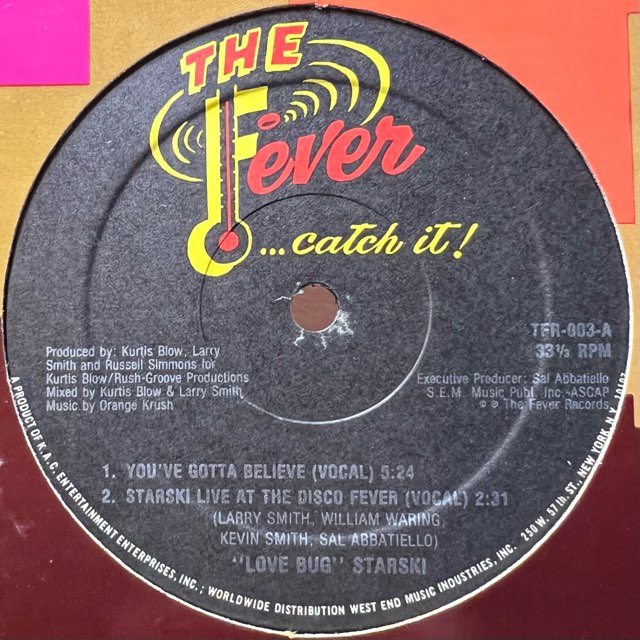 THE
Fever
...catch it!
TFR-003-A
33⅓ RPM
Produced by: Kurtis Blow, Larry
Smith and Russell Simmons for
Kurtis Blow/Rush-Groove Productions
Mixed by Kurtis Blow & Larry Smith
Music by Orange Krush
Executive Producer: Sal Abbatiello
S.E.M. Music Publ. Inc.-ASCAP
℗ © The Fever Records
1. YOU'VE GOTTA BELIEVE (VOCAL) 5:24
2. STARSKI LIVE AT THE DISCO FEVER (VOCAL) 2:31
(LARRY SMITH, WILLIAM WARING
KEVIN SMITH, SAL ABBATIELLO)
"LOVE BUG" STARSKI
A PRODUCT OF K.A.C. ENTERTAINMENT ENTERPRISES, INC.; WORLDWIDE DISTRIBUTION WEST END MUSIC INDUSTRIES, INC. 250 W. 57th. ST., NEW YORK, N.Y. 10107